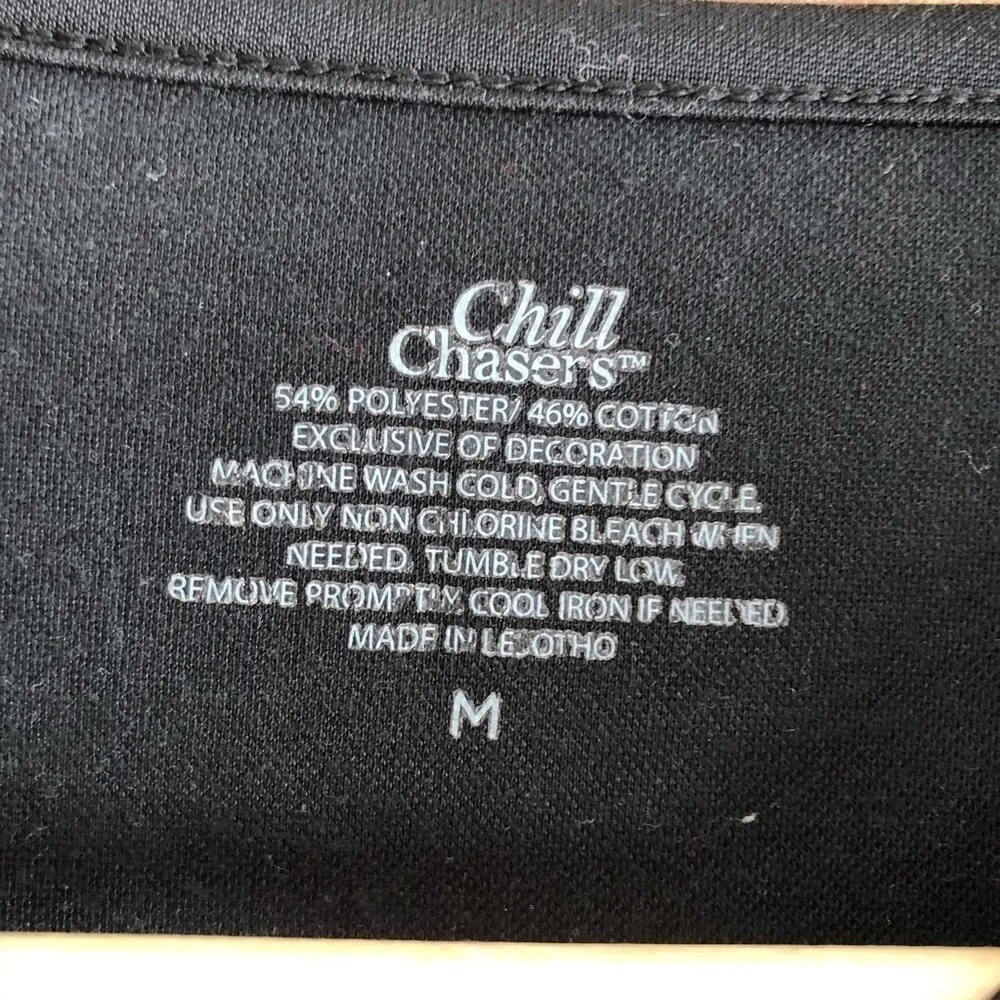 Chill
Chasers™
54% POLYESTER/ 46% COTTON
EXCLUSIVE OF DECORATION
MACHINE WASH COLD, GENTLE CYCLE.
USE ONLY NON CHLORINE BLEACH WHEN
NEEDED. TUMBLE DRY LOW.
REMOVE PROMPTLY. COOL IRON IF NEEDED.
MADE IN LESOTHO
M